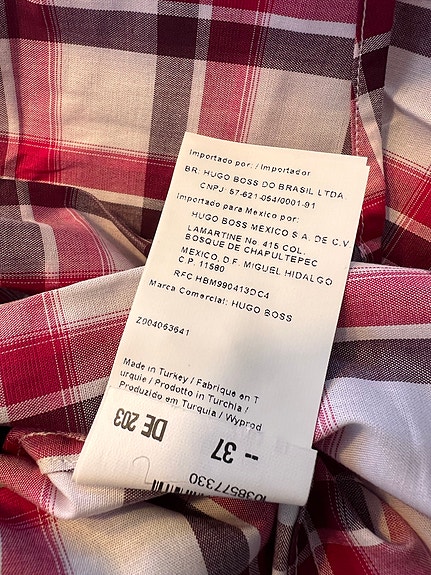 Importado por: / Importador
BR: HUGO BOSS DO BRASIL LTDA.
CNPJ: 57-621-054/0001-91
Importado para Mexico por:
HUGO BOSS MEXICO S A. DE C.V.
LAMARTINE No. 415 COL.
BOSQUE DE CHAPULTEPEC
MEXICO, D.F. MIGUEL HIDALGO
C.P. 11580
RFC HBM990413DC4
Marca Comercial: HUGO BOSS
Z004063641
Made in Turkey / Fabrique en T
urquie / Prodotto in Turchia /
Produzido em Turquia / Wyprod
DE 203
-- 37
1038577330